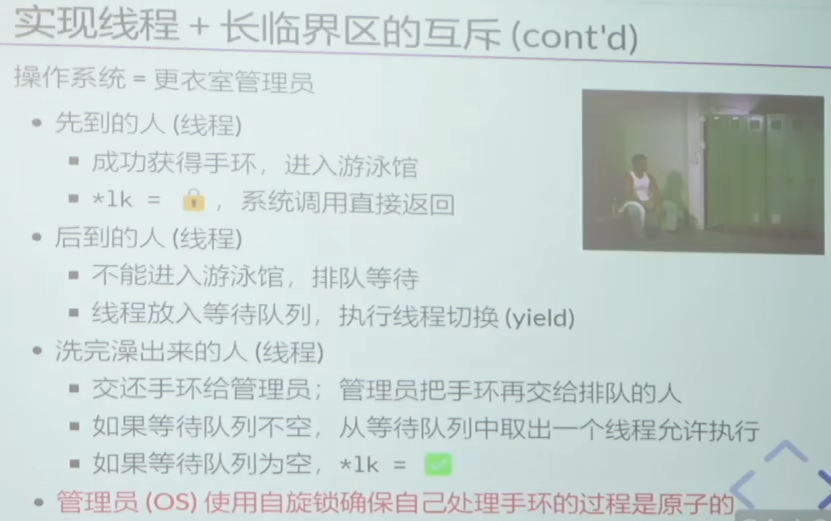 实现线程 + 长临界区的互斥 (cont'd)
操作系统 = 更衣室管理员
• 先到的人 (线程)
▪ 成功获得手环，进入游泳馆
▪ *lk = 🔒，系统调用直接返回
• 后到的人 (线程)
▪ 不能进入游泳馆，排队等待
▪ 线程放入等待队列，执行线程切换 (yield)
• 洗完澡出来的人 (线程)
▪ 交还手环给管理员；管理员把手环再交给排队的人
▪ 如果等待队列不空，从等待队列中取出一个线程允许执行
▪ 如果等待队列为空，*lk = ✅
• 管理员 (OS) 使用自旋锁确保自己处理手环的过程是原子的